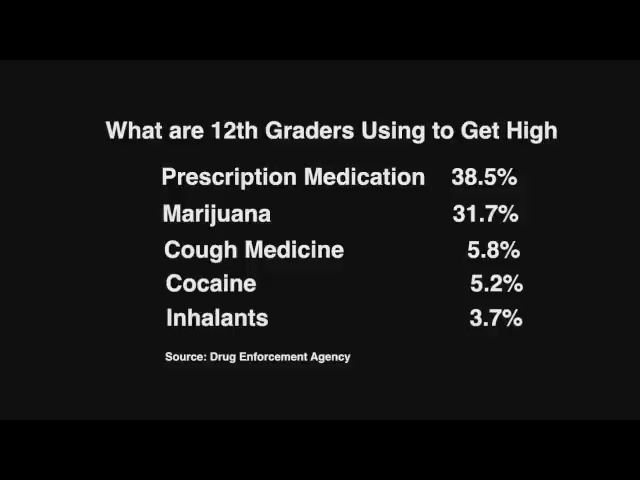 What are 12th Graders Using to Get High
Prescription Medication 38.5%
Marijuana 31.7%
Cough Medicine 5.8%
Cocaine 5.2%
Inhalants 3.7%
Source: Drug Enforcement Agency